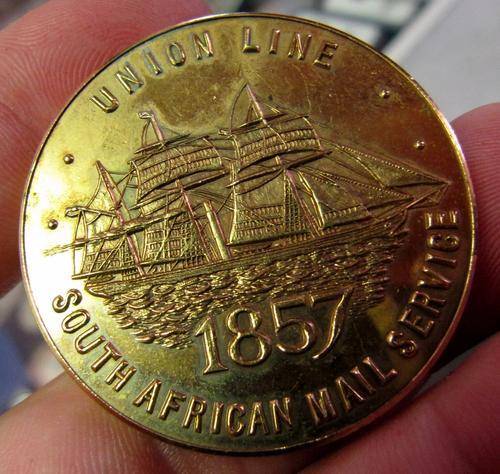 UNION LINE
1857
SOUTH AFRICAN MAIL SERVICE